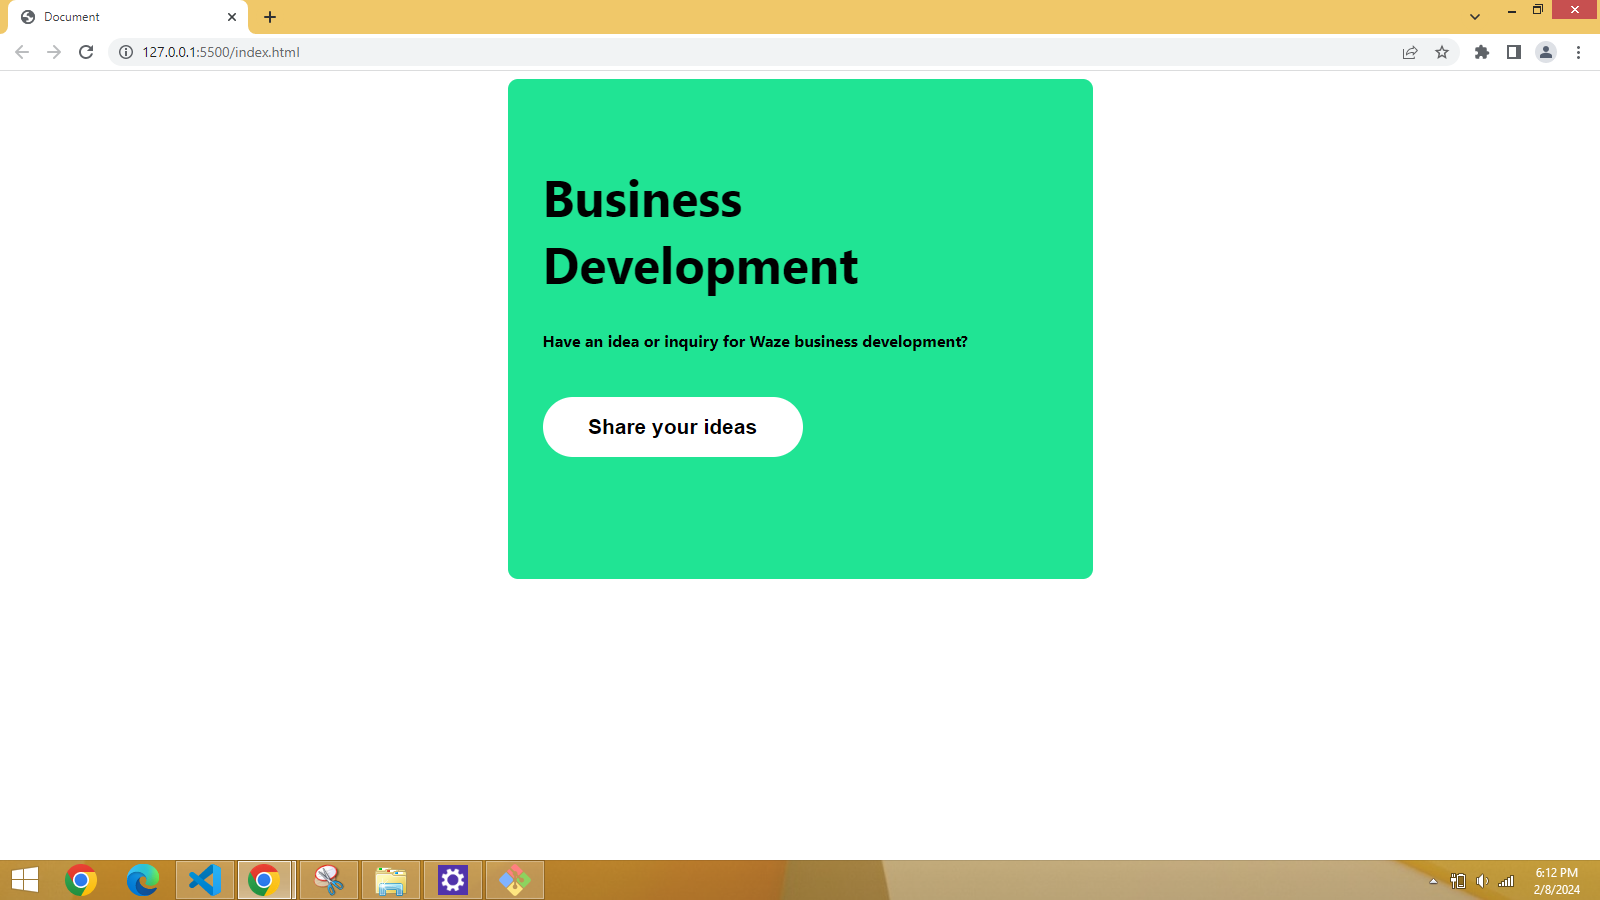 Document
127.0.0.1:5500/index.html
Business
Development
Have an idea or inquiry for Waze business development?
Share your ideas
6:12 PM
2/8/2024